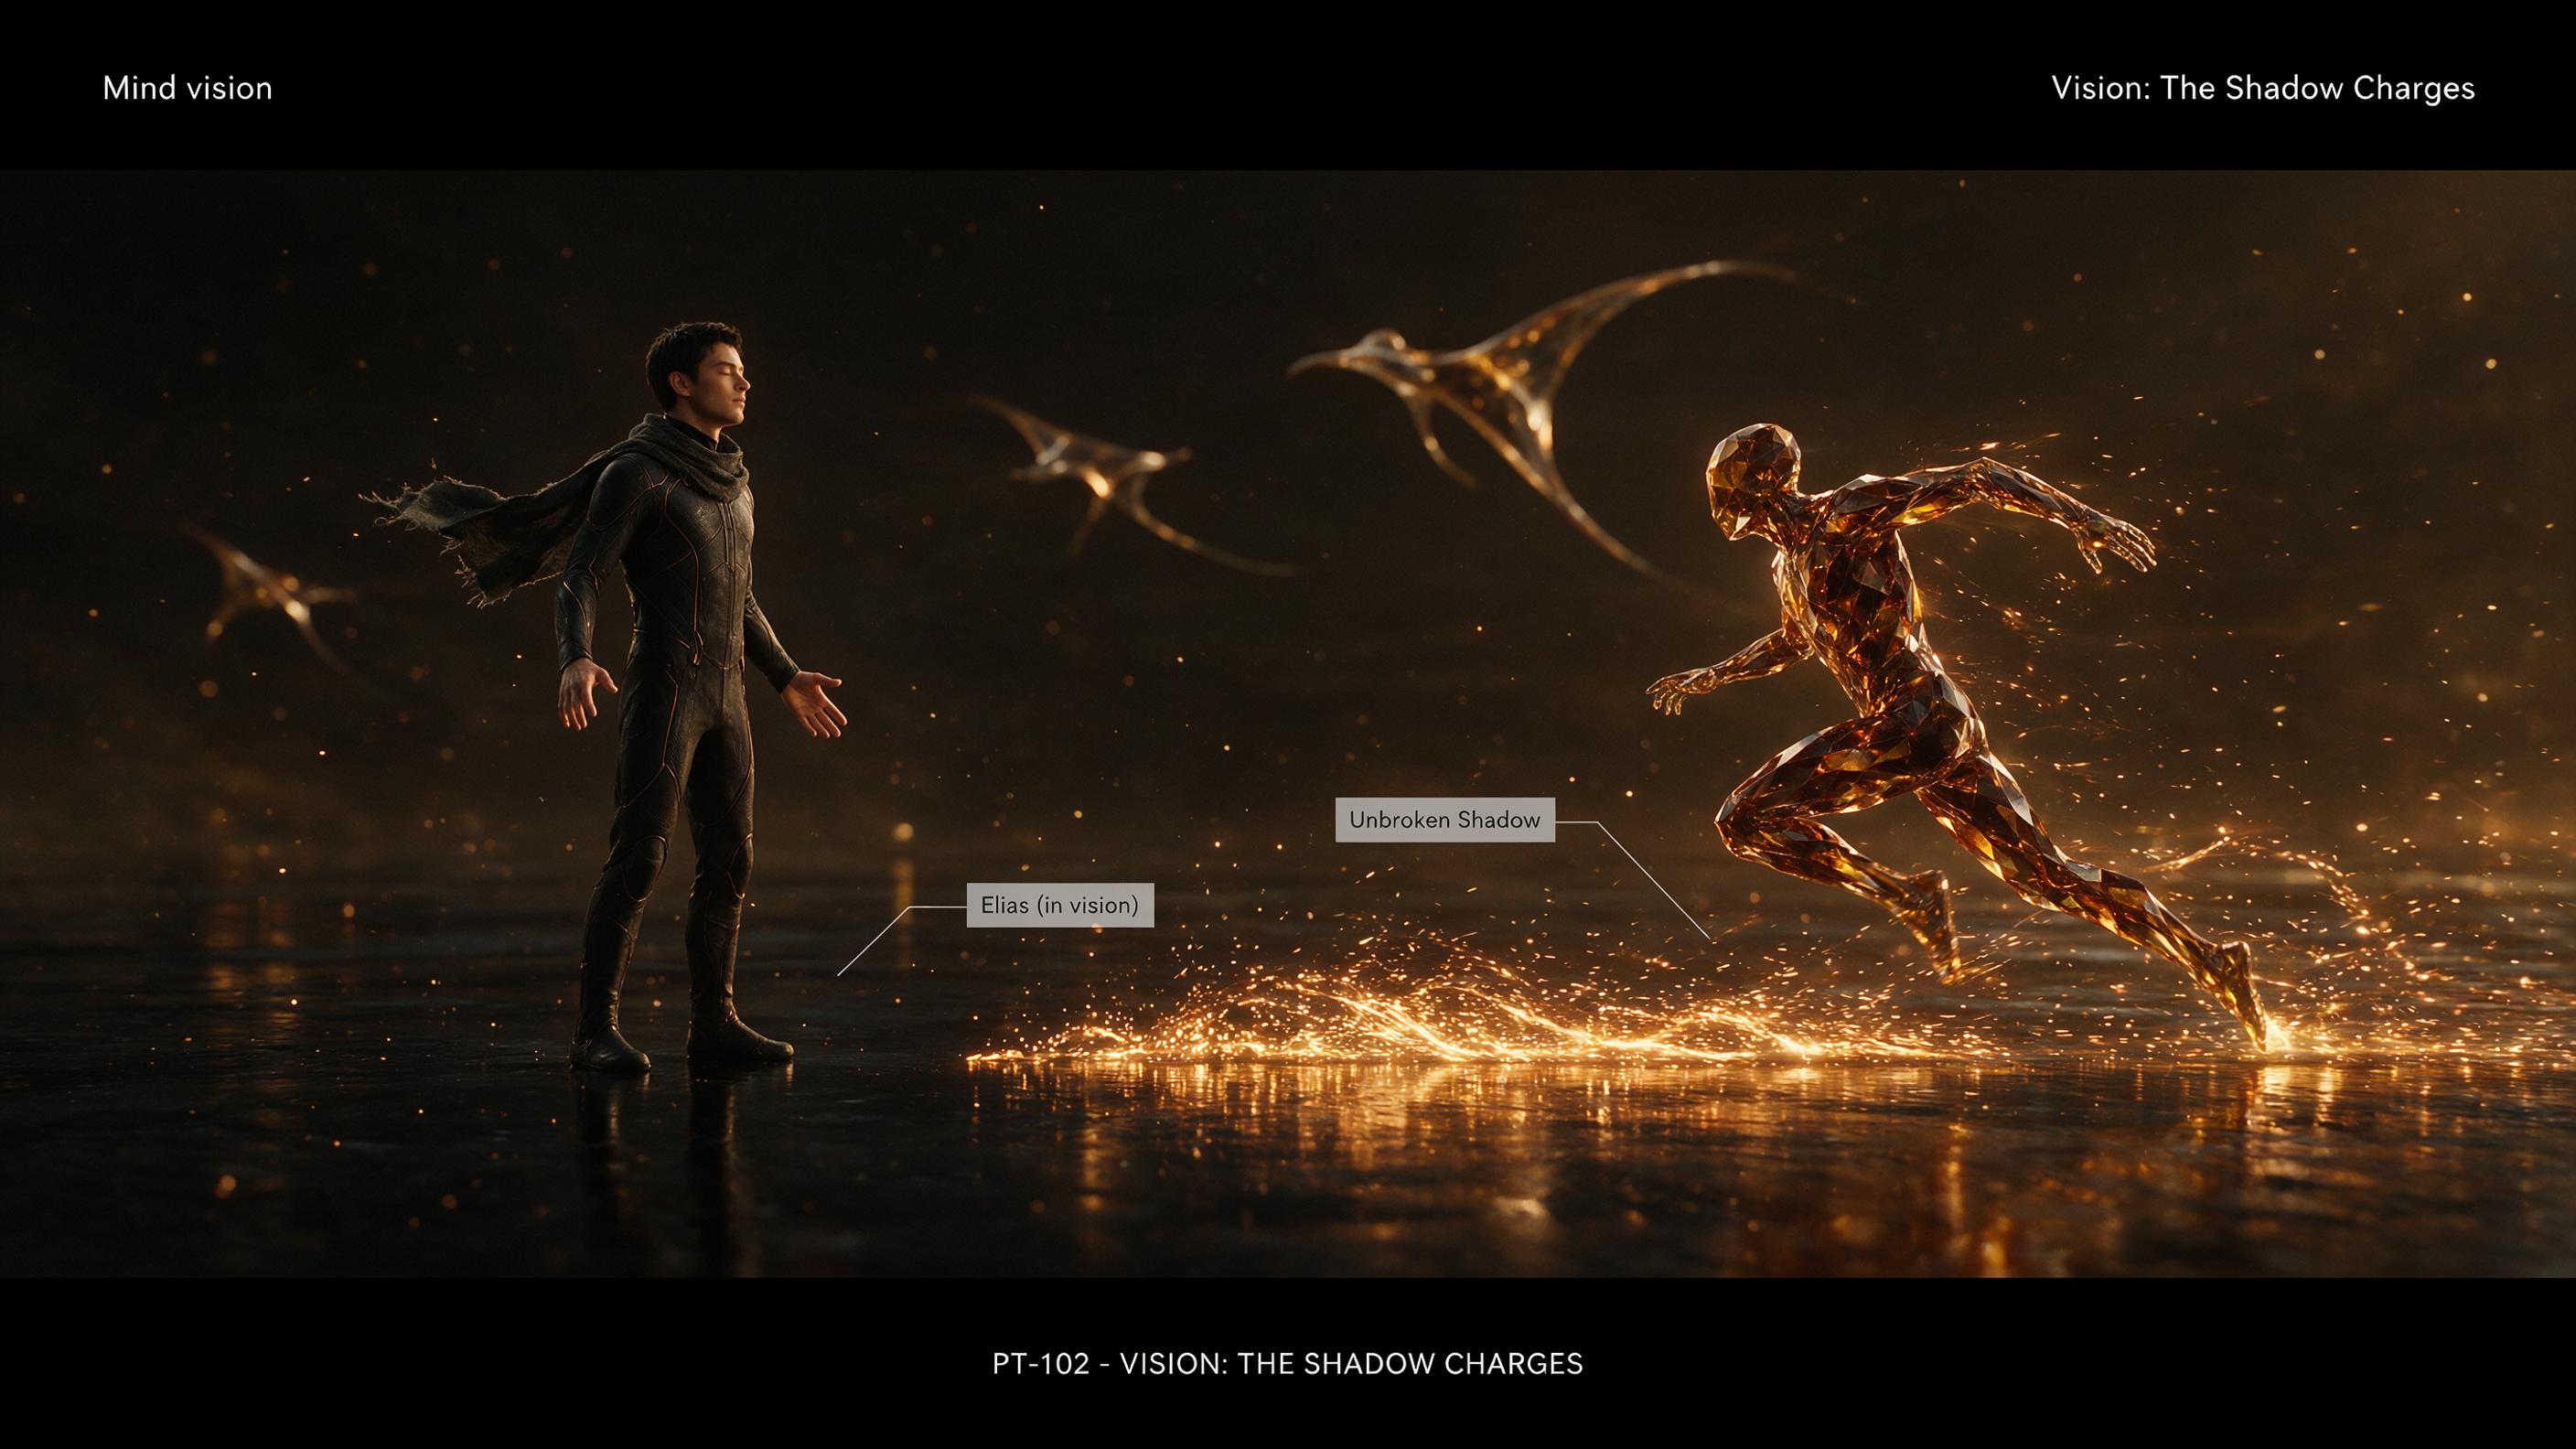 Mind vision
Vision: The Shadow Charges
Unbroken Shadow
Elias (in vision)
PT-102 - VISION: THE SHADOW CHARGES